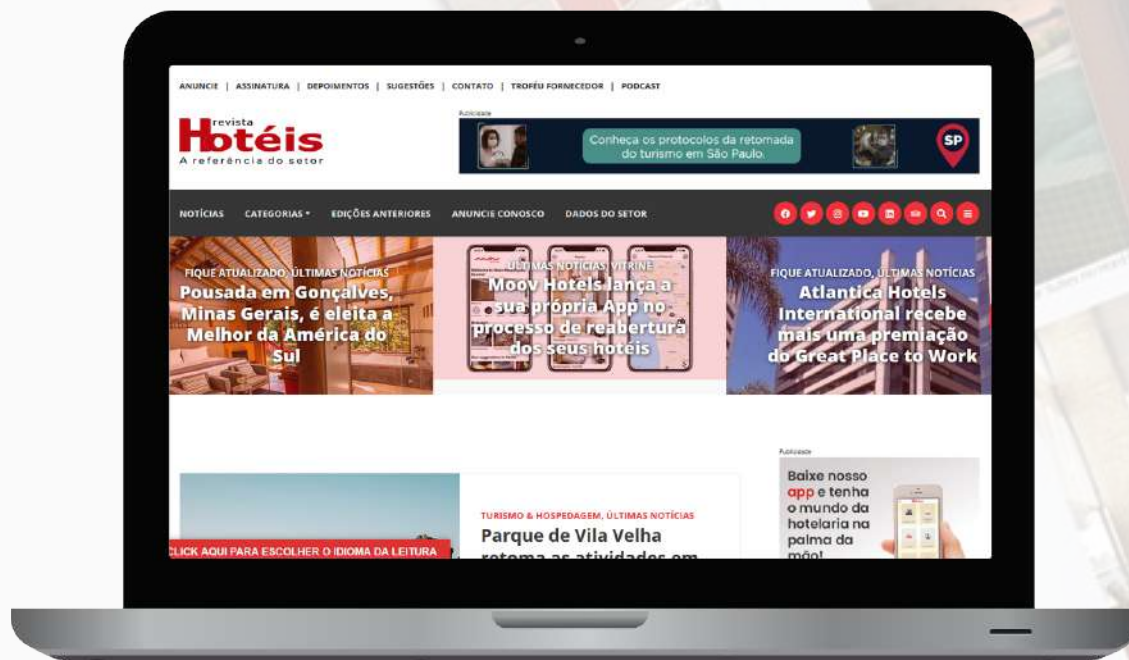 ANUNCIE | ASSINATURA | DEPOIMENTOS | SUGESTÕES | CONTATO | TROFÉU FORNECEDOR | PODCAST
revista
Hotéis
A referência do setor
Publicidade
Conheça os protocolos da retomada
do turismo em São Paulo.
SP
NOTÍCIAS CATEGORIAS EDIÇÕES ANTERIORES ANUNCIE CONOSCO DADOS DO SETOR
FIQUE ATUALIZADO, ÚLTIMAS NOTÍCIAS
Pousada em Gonçalves,
Minas Gerais, é eleita a
Melhor da América do
Sul
ÚLTIMAS NOTÍCIAS, VITRINE
Moov Hotels lança a
sua própria App no
processo de reabertura
dos seus hotéis
FIQUE ATUALIZADO, ÚLTIMAS NOTÍCIAS
Atlantica Hotels
International recebe
mais uma premiação
do Great Place to Work
CLICK AQUI PARA ESCOLHER O IDIOMA DA LEITURA
TURISMO & HOSPEDAGEM, ÚLTIMAS NOTÍCIAS
Parque de Vila Velha
retoma as atividades em
Publicidade
Baixe nosso
app e tenha
o mundo da
hotelaria na
palma da
mão!